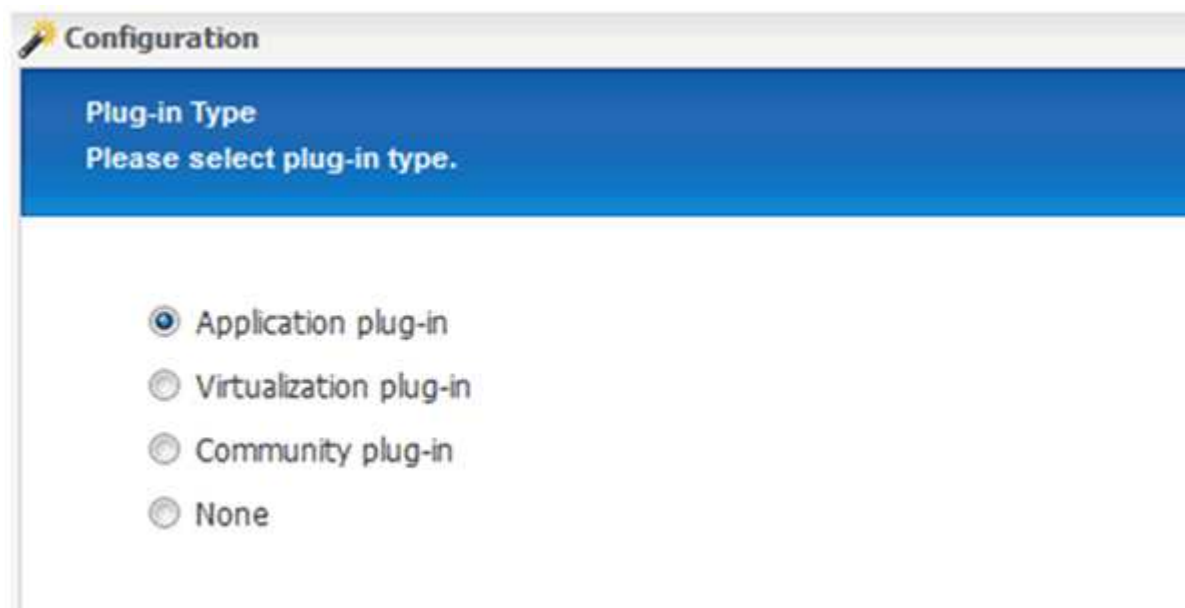 Configuration
Plug-in Type
Please select plug-in type.
Application plug-in
Virtualization plug-in
Community plug-in
None